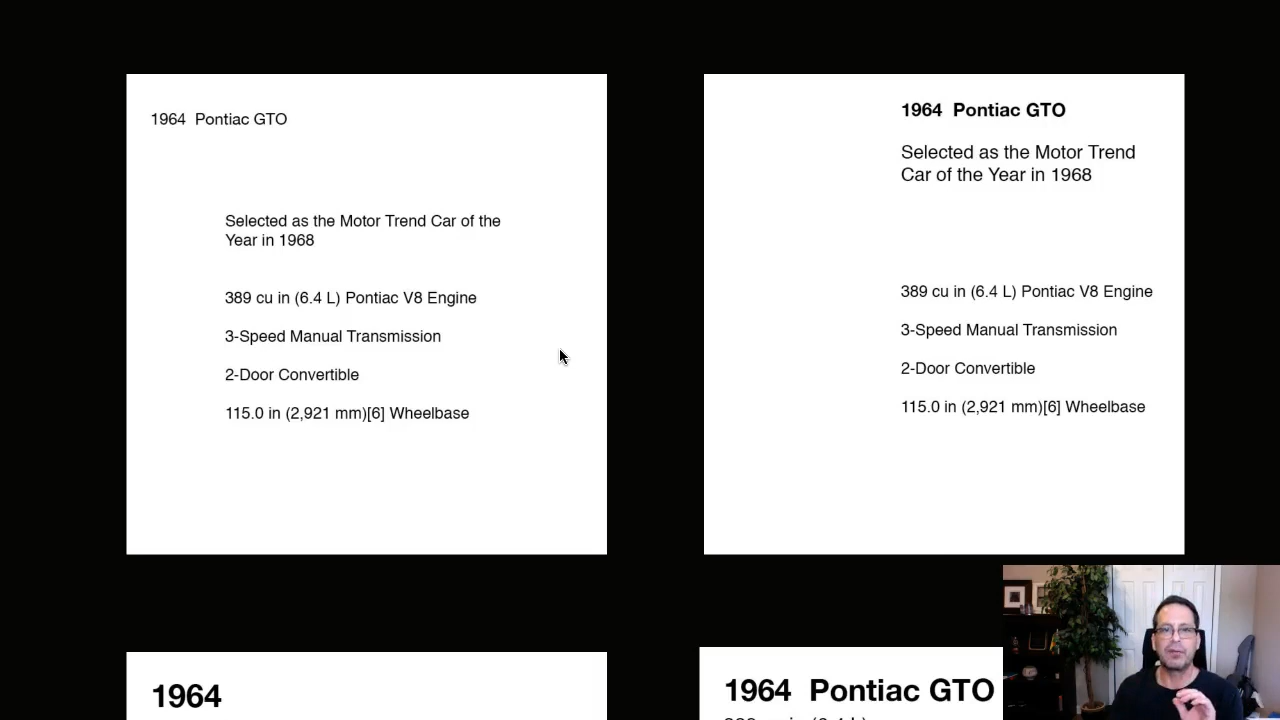 1964  Pontiac GTO
Selected as the Motor Trend Car of the
Year in 1968
389 cu in (6.4 L) Pontiac V8 Engine
3-Speed Manual Transmission
2-Door Convertible
115.0 in (2,921 mm)[6] Wheelbase
1964  Pontiac GTO
Selected as the Motor Trend
Car of the Year in 1968
389 cu in (6.4 L) Pontiac V8 Engine
3-Speed Manual Transmission
2-Door Convertible
115.0 in (2,921 mm)[6] Wheelbase
1964
1964  Pontiac GTO